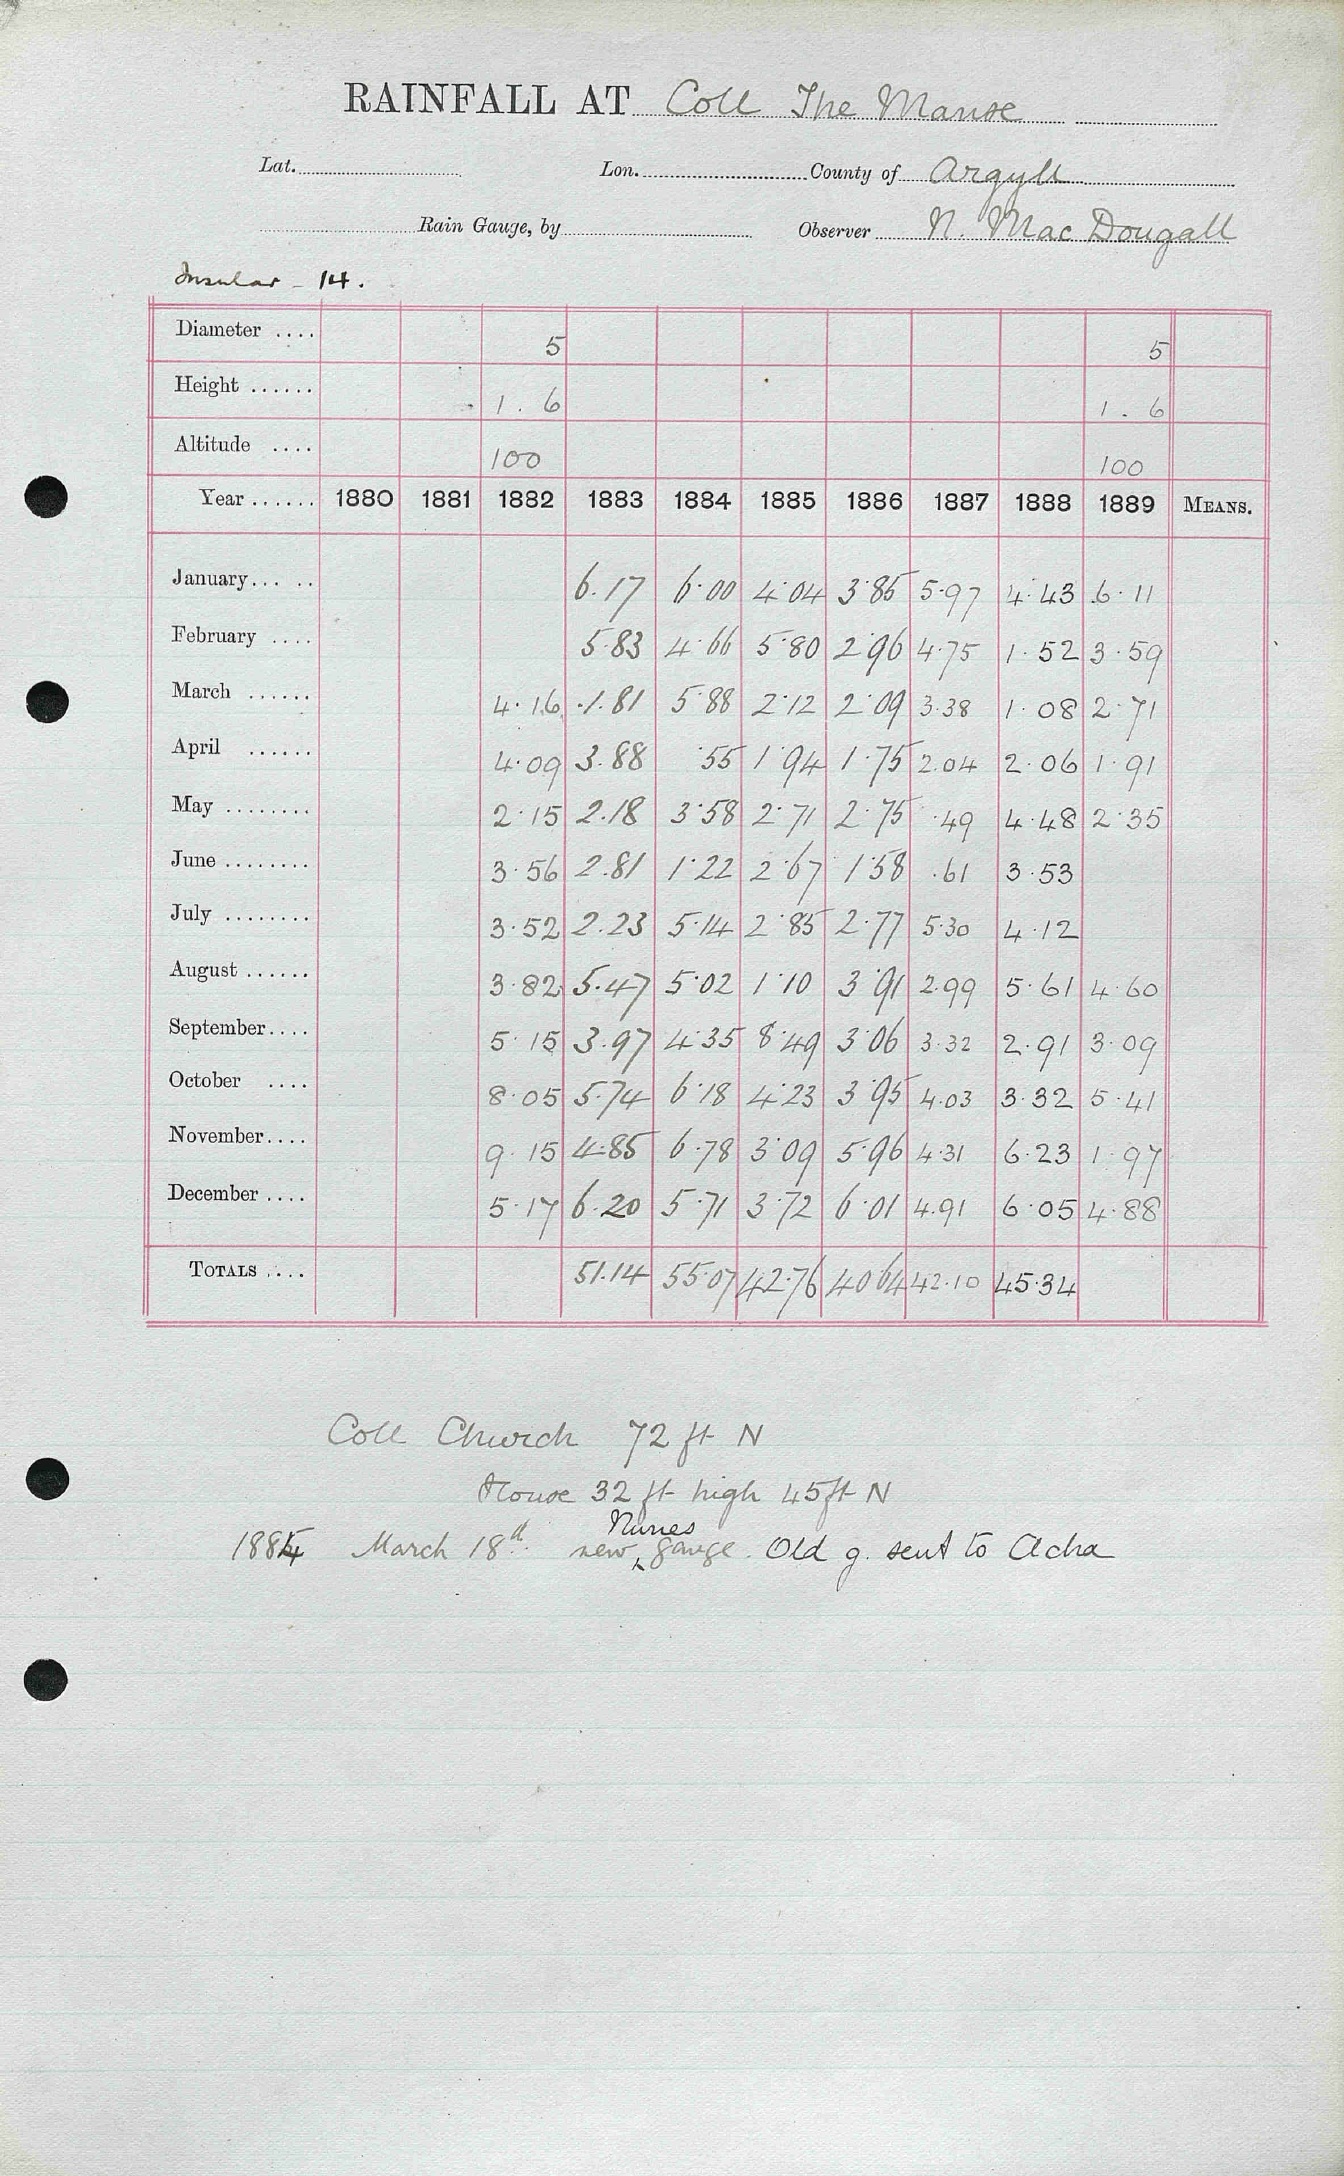 RAINFALL AT Coll The Manse
Lat. Lon. County of Argyll
Rain Gauge, by Observer N. Mac Dougall
Insular - 14.
Diameter .... 5 5
Height ...... 1. 6 1. 6
Altitude .... 100 100
Year ...... 1880 1881 1882 1883 1884 1885 1886 1887 1888 1889 MEANS.
January... .. 6.17 6.00 4.04 3.85 5.97 4.43 6.11
February .... 5.83 4.66 5.80 2.96 4.75 1.52 3.59
March ...... 4.16 1.81 5.88 2.12 2.09 3.38 1.08 2.71
April ...... 4.09 3.88 .55 1.94 1.75 2.04 2.06 1.91
May ........ 2.15 2.18 3.58 2.71 2.75 .49 4.48 2.35
June ........ 3.56 2.81 1.22 2.67 1.58 .61 3.53
July ........ 3.52 2.23 5.14 2.85 2.77 5.30 4.12
August ...... 3.82 5.47 5.02 1.10 3.91 2.99 5.61 4.60
September.... 5.15 3.97 4.35 8.49 3.06 3.32 2.91 3.09
October .... 8.05 5.74 6.18 4.23 3.95 4.03 3.32 5.41
November.... 9.15 4.85 6.78 3.09 5.96 4.31 6.23 1.97
December .... 5.17 6.20 5.71 3.72 6.01 4.91 6.05 4.88
TOTALS .... 51.14 55.07 42.76 40.64 42.10 45.34
Coll Church 72 ft N
House 32 ft high 45 ft N
March 18th. new gauge. Old g. sent to Acha